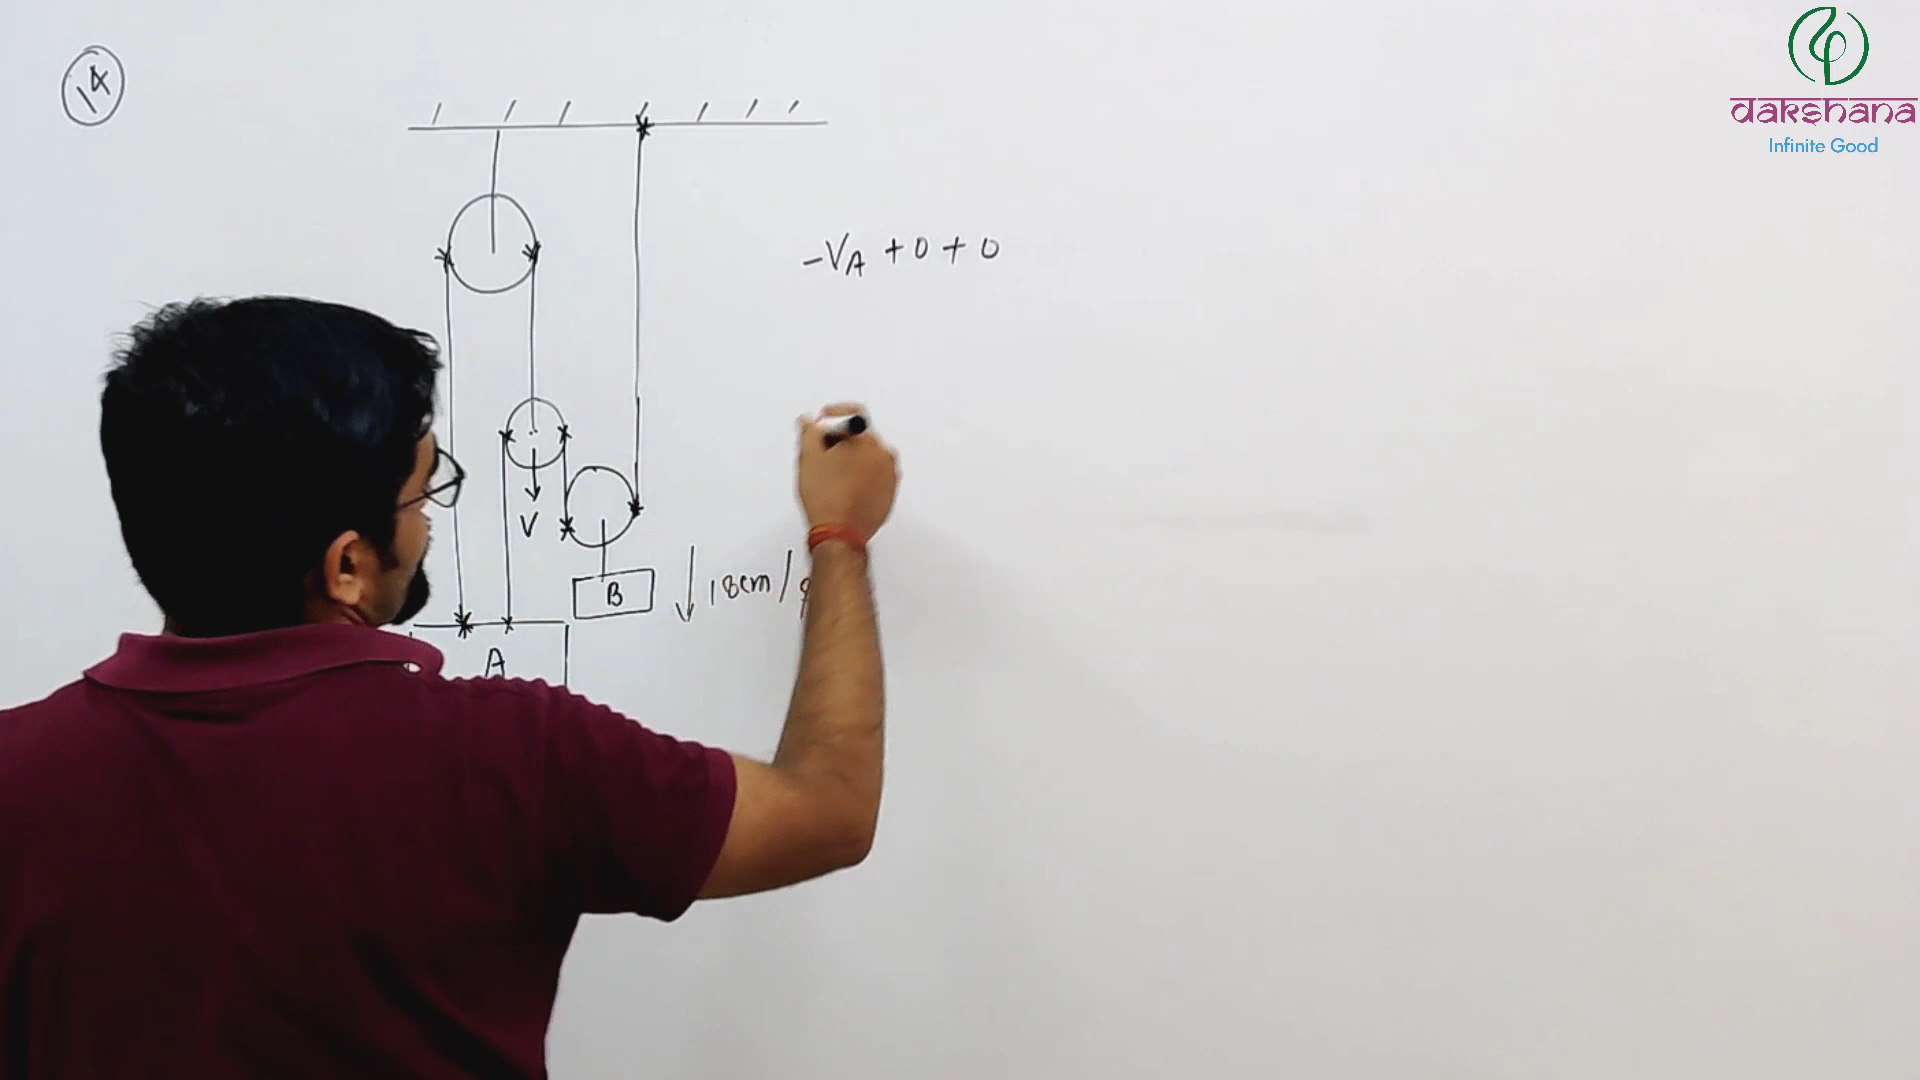 14
dakshana
Infinite Good
-VA + 0 + 0
V
B
18cm/
A